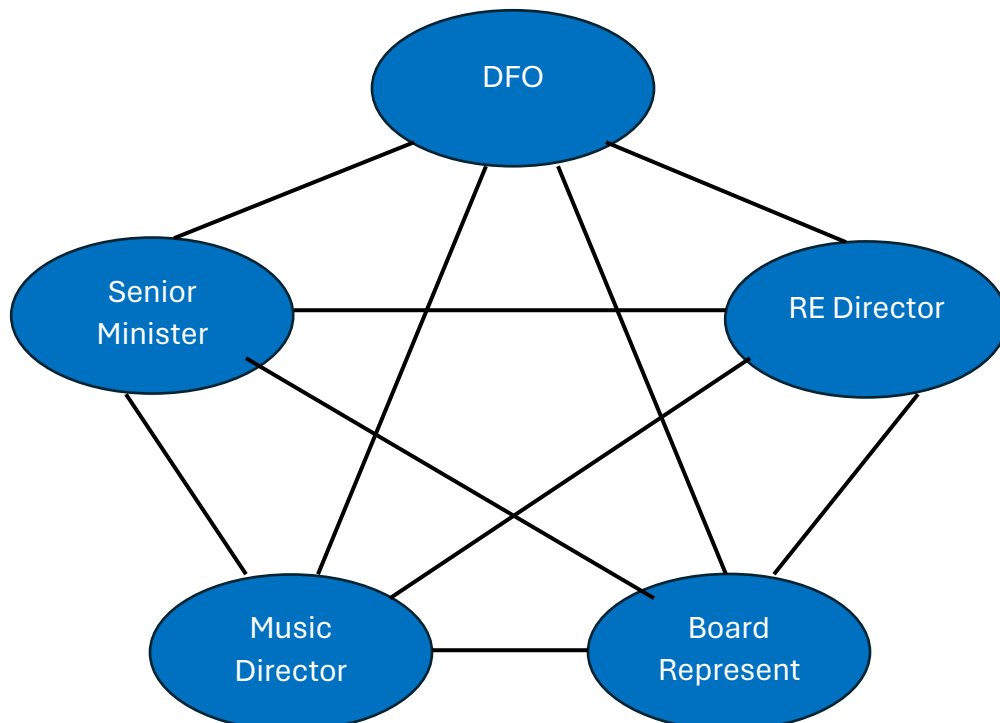 DFO
Senior
Minister
RE Director
Music
Director
Board
Represent